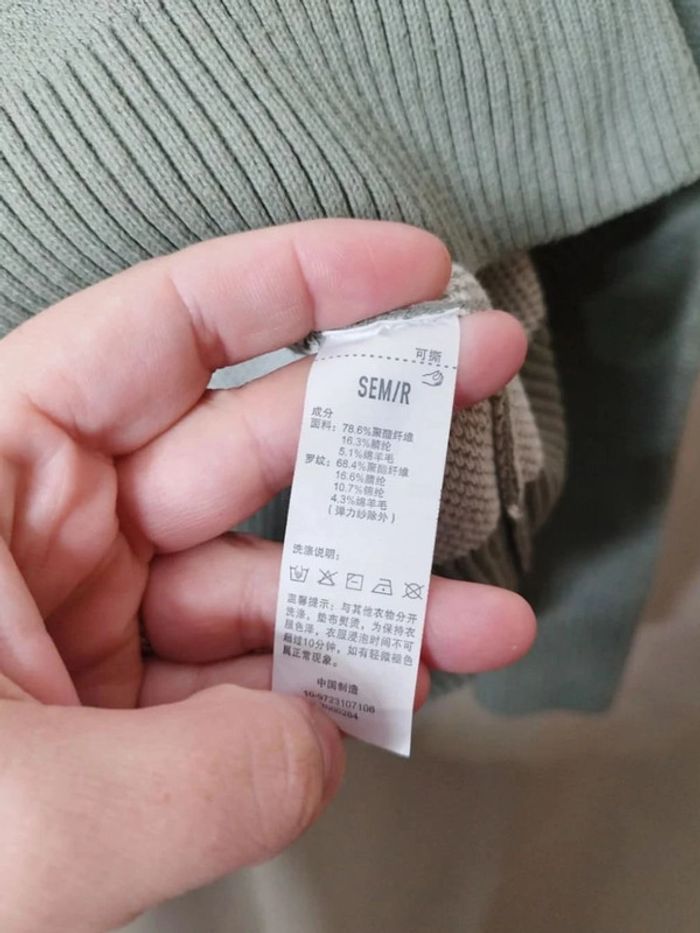 可撕
SEM/R
成分
面料：78.6%聚酯纤维
16.3%腈纶
5.1%绵羊毛
罗纹：68.4%聚酯纤维
16.6%腈纶
10.7%锦纶
4.3%绵羊毛
(弹力纱除外)
洗涤说明：
温馨提示：与其他衣物分开
洗涤，垫布熨烫，为保持衣
服色泽，衣服浸泡时间不可
超过10分钟，如有轻微褪色
属正常现象。
中国制造
10-9723107106